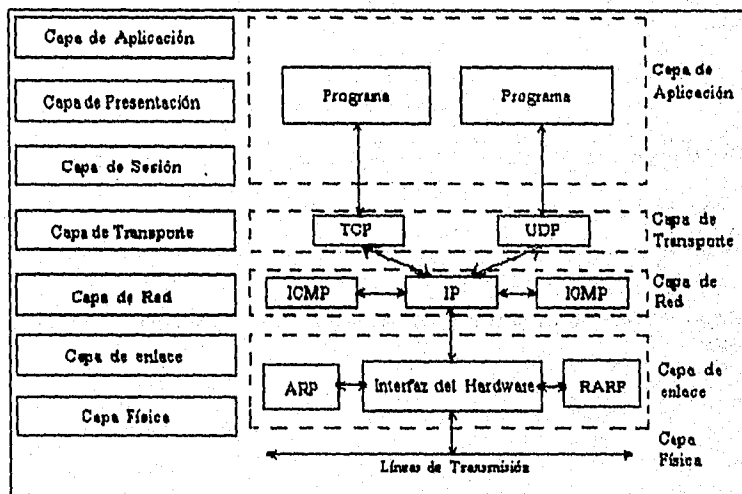 Capa de Aplicación
Capa de Presentación
Capa de Sesión
Capa de Transporte
Capa de Red
Capa de enlace
Capa Física
Programa
Programa
Capa de
Aplicación
TCP
UDP
Capa de
Transporte
ICMP
IP
IGMP
Capa de
Red
ARP
Interfaz del Hardware
RARP
Capa de
enlace
Líneas de Transmisión
Capa
Física